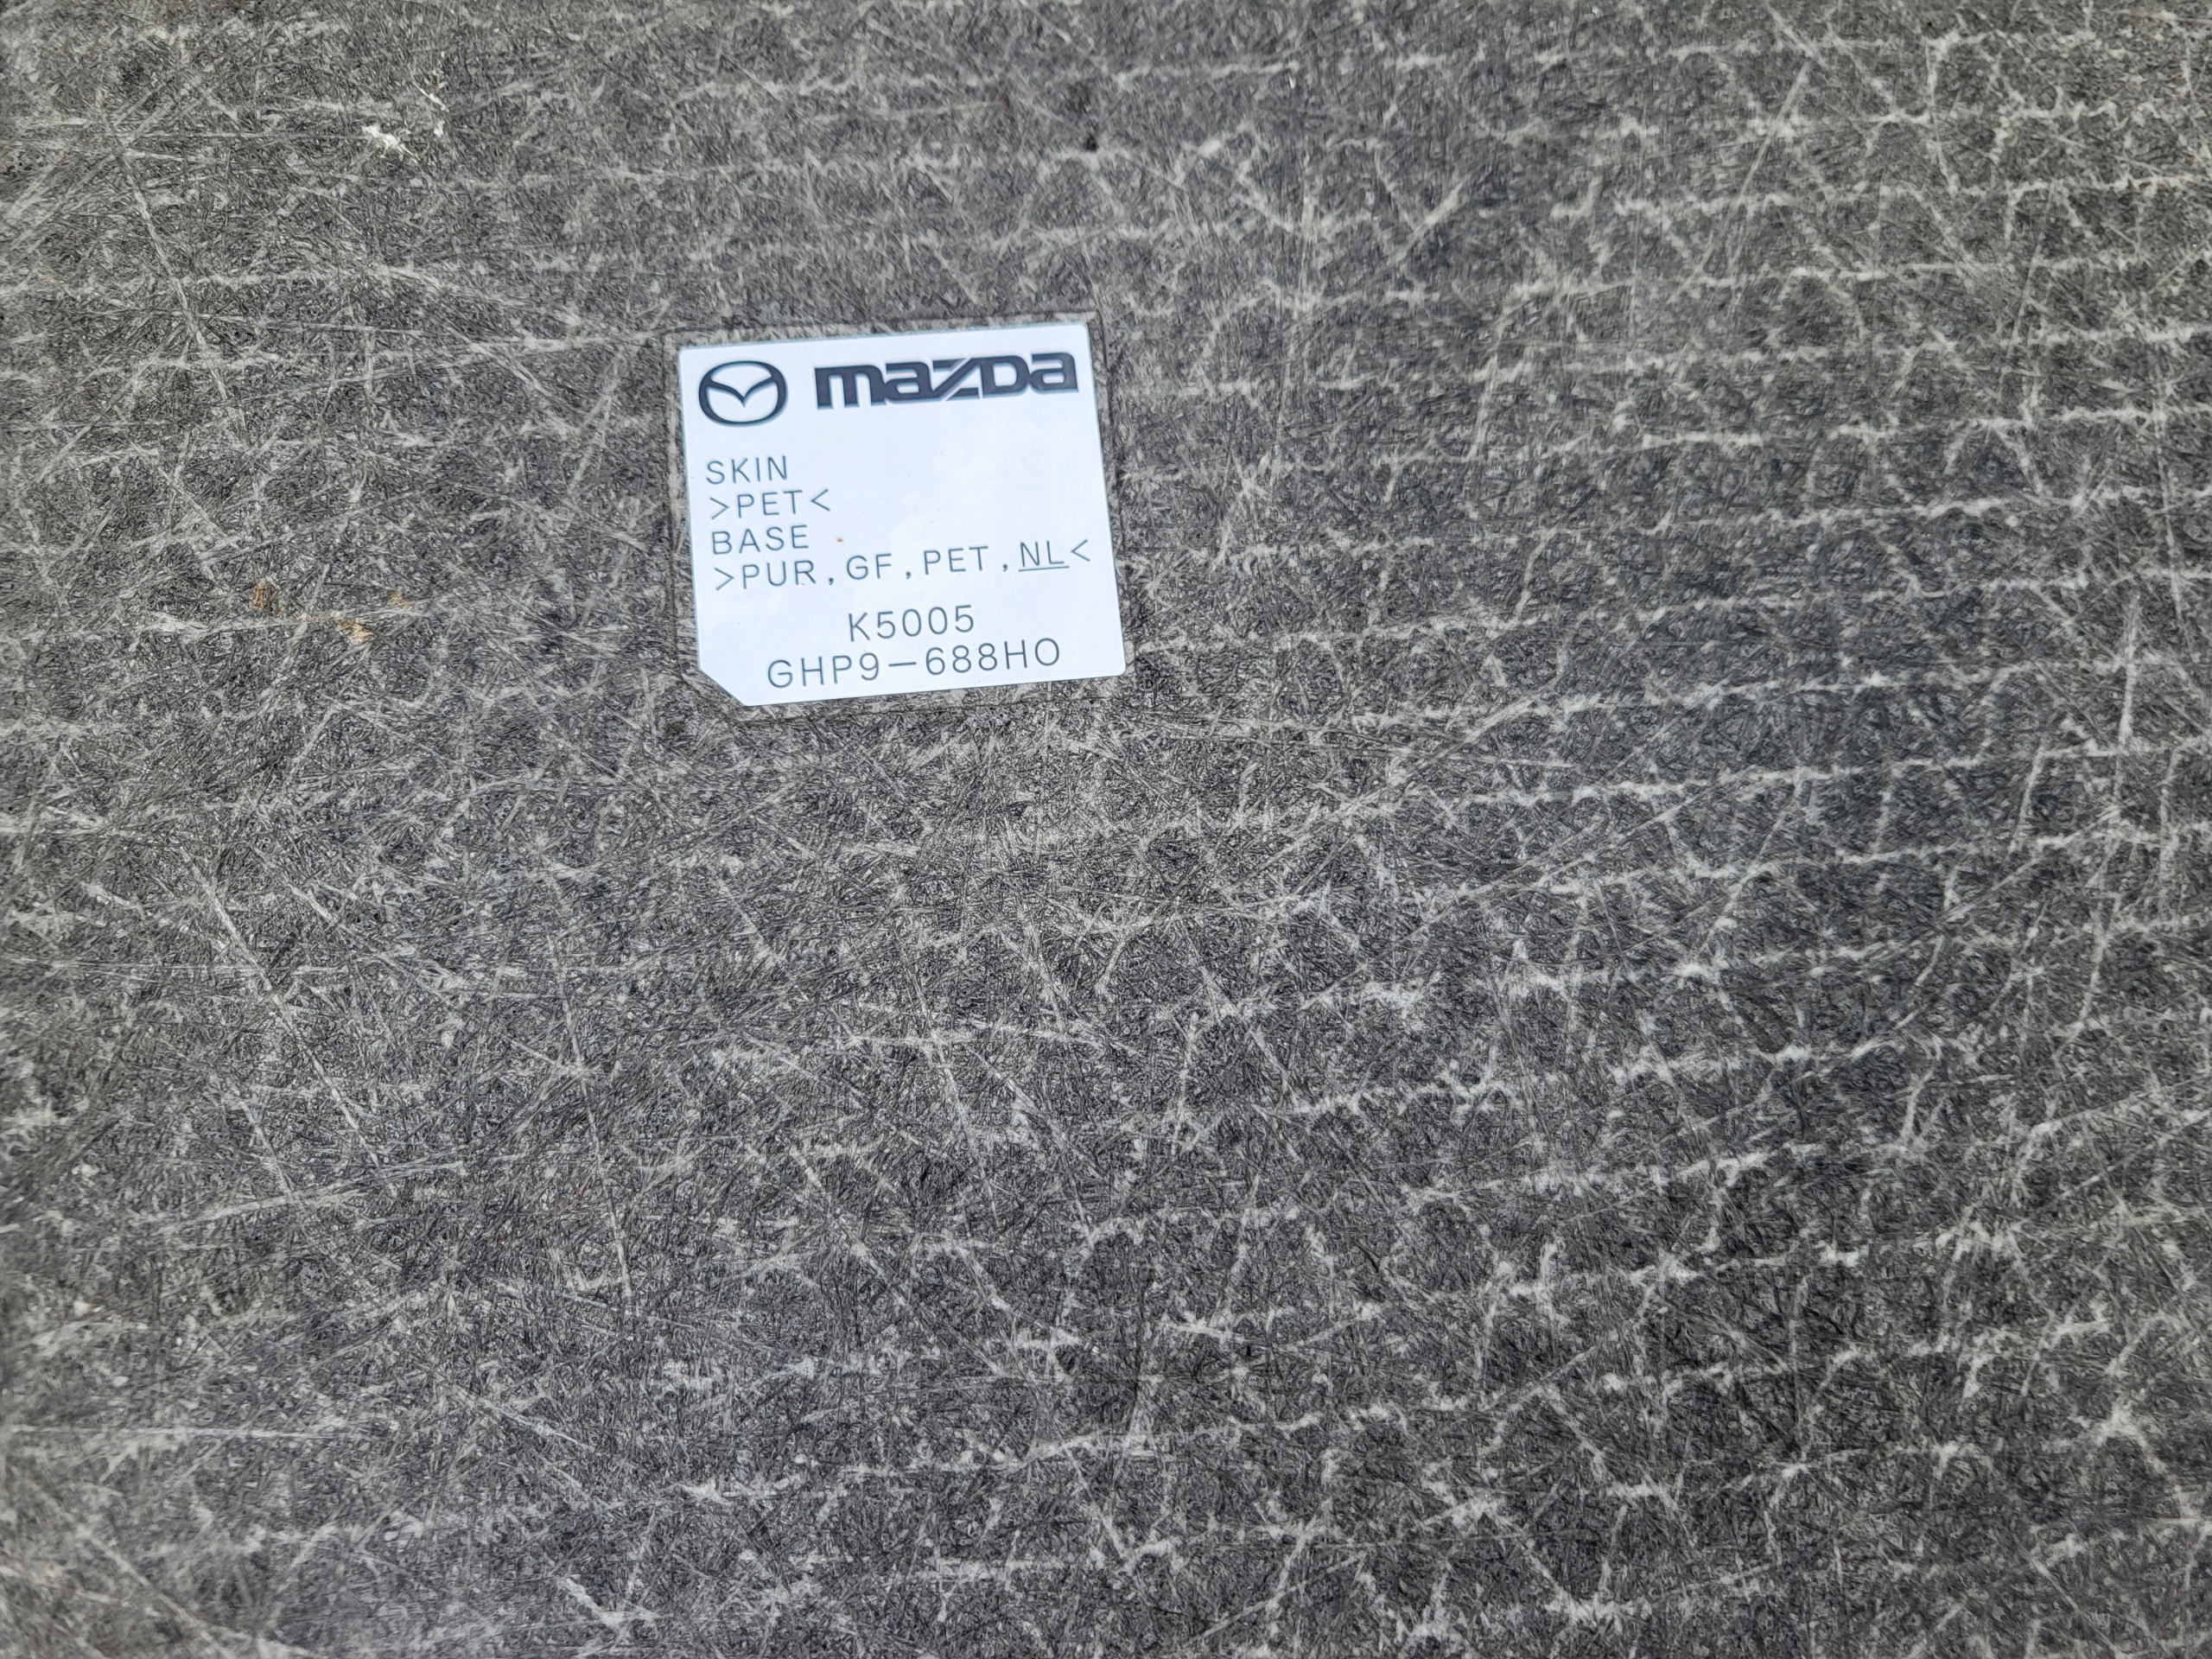 mazda
SKIN
>PET<
BASE
>PUR,GF,PET,NL<
K5005
GHP9-688H0